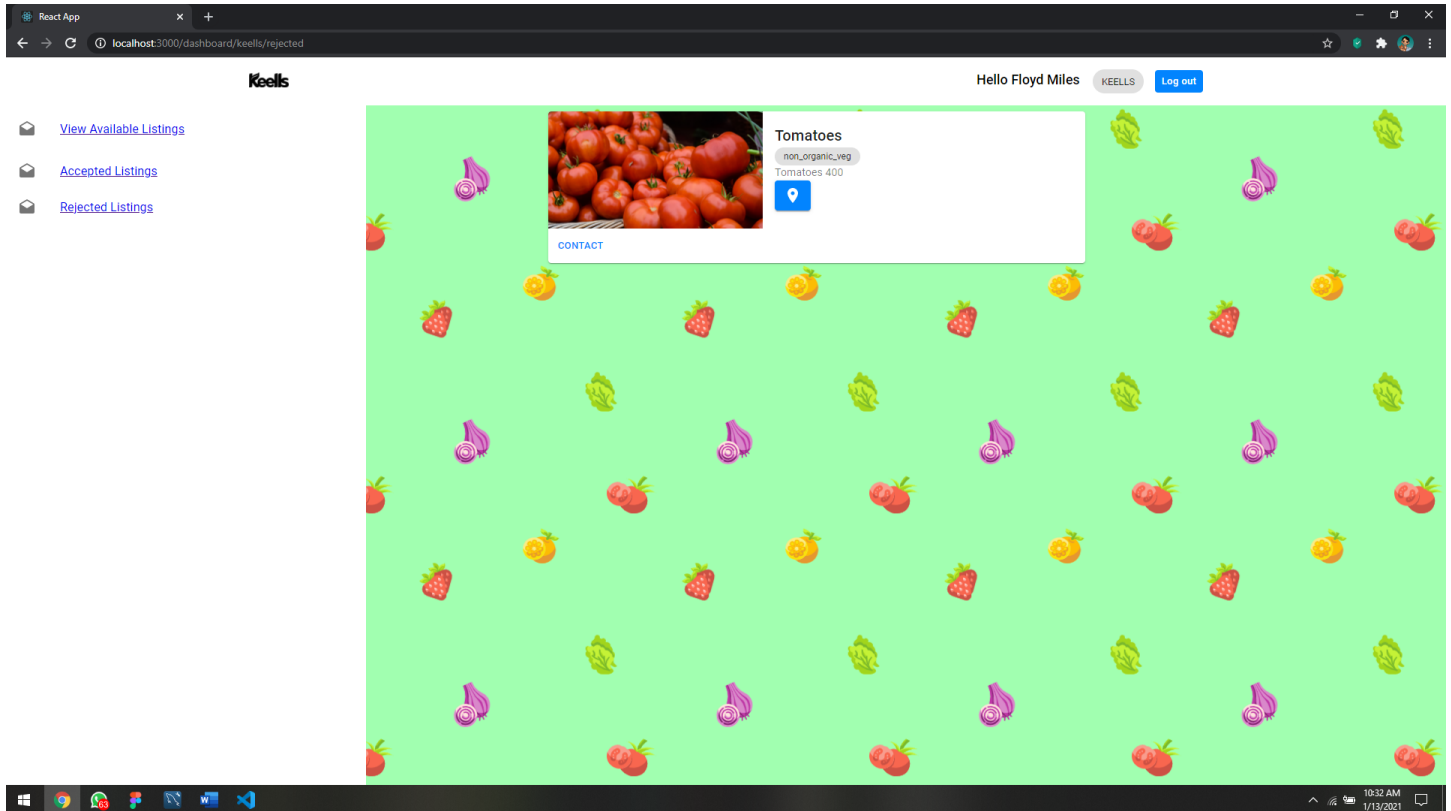 React App
localhost:3000/dashboard/keells/rejected
Keells
Hello Floyd Miles
KEELLS
Log out
View Available Listings
Accepted Listings
Rejected Listings
Tomatoes
non_organic_veg
Tomatoes 400
CONTACT
63
10:32 AM
1/13/2021